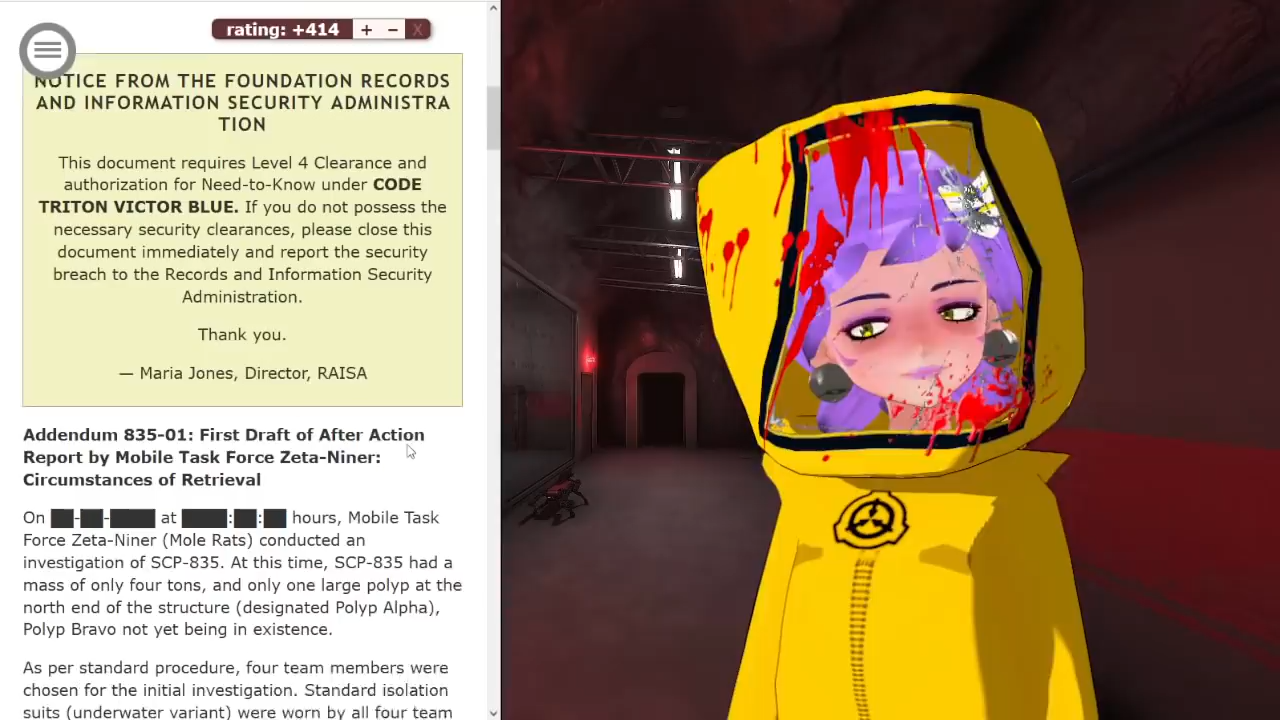 rating: +414 + − X
NOTICE FROM THE FOUNDATION RECORDS
AND INFORMATION SECURITY ADMINISTRA
TION
This document requires Level 4 Clearance and
authorization for Need-to-Know under CODE
TRITON VICTOR BLUE. If you do not possess the
necessary security clearances, please close this
document immediately and report the security
breach to the Records and Information Security
Administration.
Thank you.
— Maria Jones, Director, RAISA
Addendum 835-01: First Draft of After Action
Report by Mobile Task Force Zeta-Niner:
Circumstances of Retrieval
On ██-██-████ at ████:██:██ hours, Mobile Task
Force Zeta-Niner (Mole Rats) conducted an
investigation of SCP-835. At this time, SCP-835 had a
mass of only four tons, and only one large polyp at the
north end of the structure (designated Polyp Alpha),
Polyp Bravo not yet being in existence.
As per standard procedure, four team members were
chosen for the initial investigation. Standard isolation
suits (underwater variant) were worn by all four team